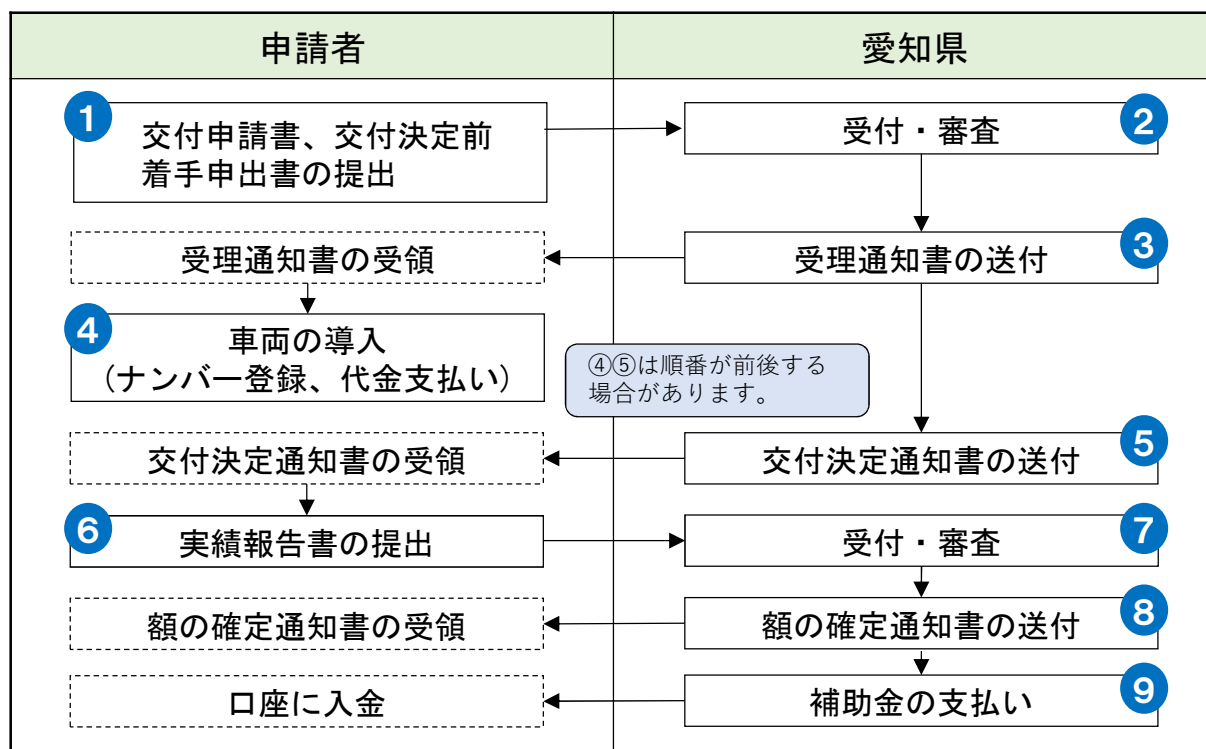 申請者
愛知県
1
交付申請書、交付決定前
着手申出書の提出
2
受付・審査
受理通知書の受領
3
受理通知書の送付
4
車両の導入
（ナンバー登録、代金支払い）
④⑤は順番が前後する
場合があります。
交付決定通知書の受領
5
交付決定通知書の送付
6
実績報告書の提出
7
受付・審査
額の確定通知書の受領
8
額の確定通知書の送付
口座に入金
9
補助金の支払い